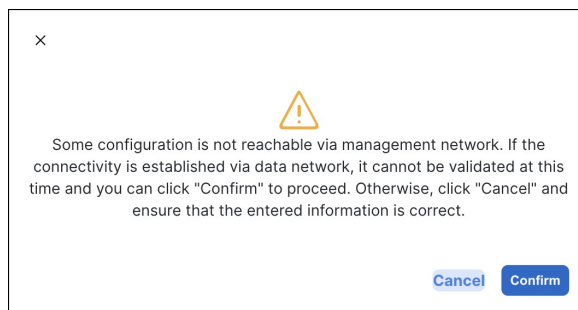 Some configuration is not reachable via management network. If the
connectivity is established via data network, it cannot be validated at this
time and you can click "Confirm" to proceed. Otherwise, click "Cancel" and
ensure that the entered information is correct.
Cancel
Confirm